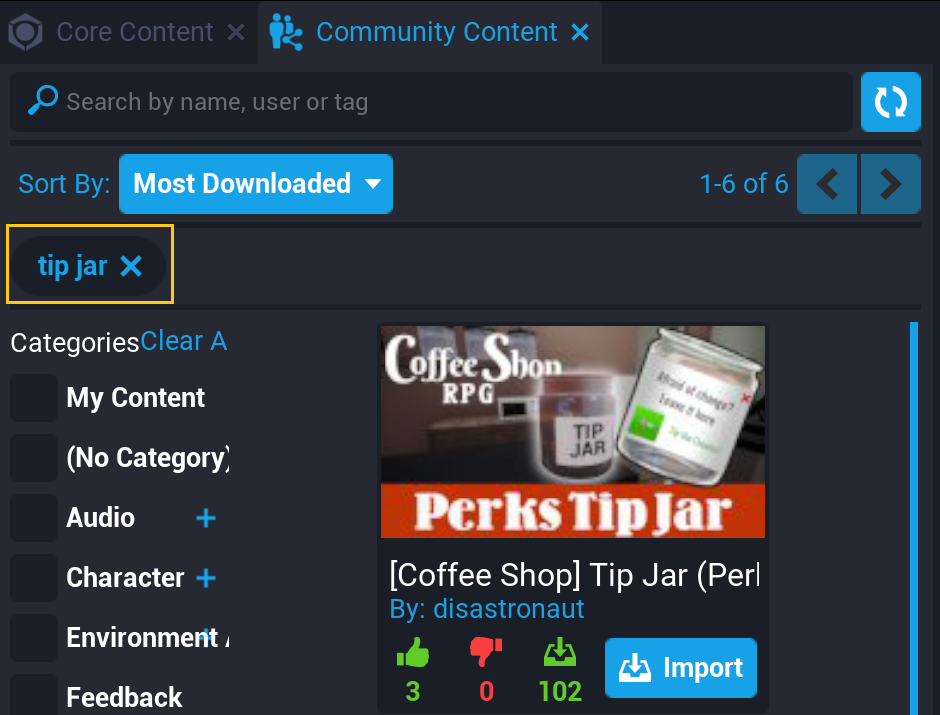 Core Content
Community Content
Search by name, user or tag
Sort By:
Most Downloaded
1-6 of 6
tip jar
Categories
Clear A
My Content
(No Category)
Audio
Character
Environment
Feedback
Coffee Shop
RPG
TIP
JAR
Afraid of change?
Leave it here
Perks Tip Jar
[Coffee Shop] Tip Jar (Perl
By: disastronaut
3
0
102
Import